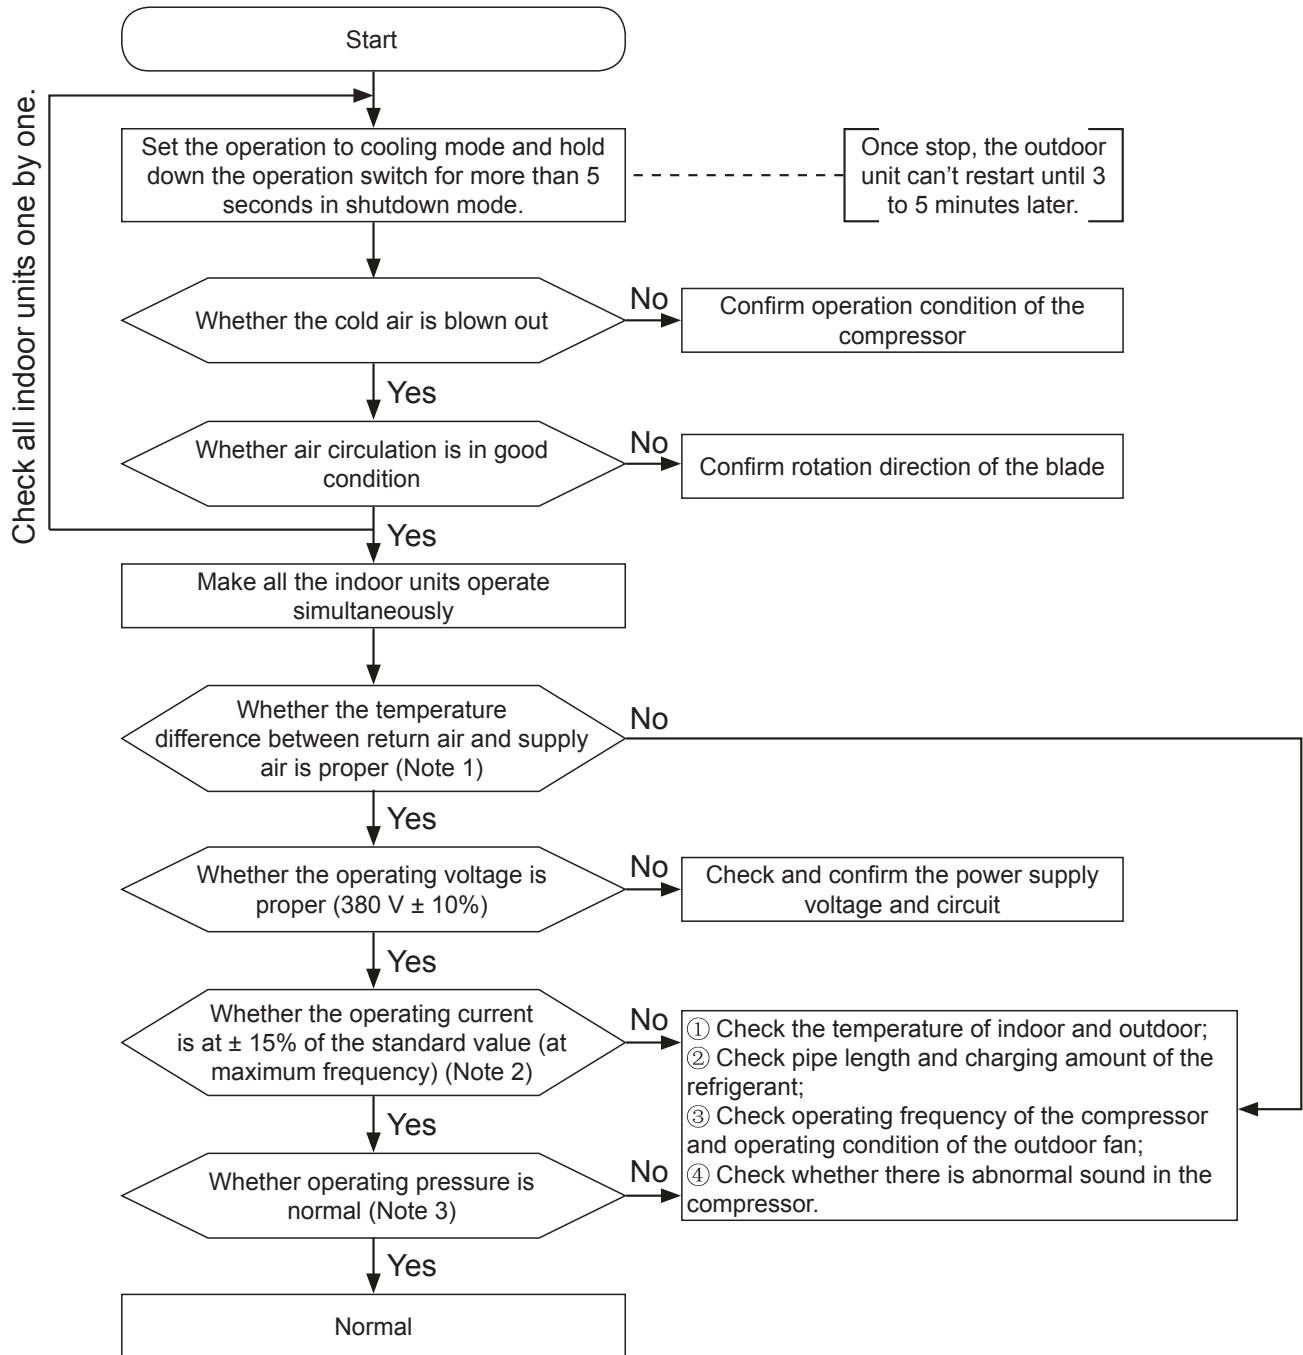 Start
Check all indoor units one by one.
Set the operation to cooling mode and hold
down the operation switch for more than 5
seconds in shutdown mode.
Once stop, the outdoor
unit can’t restart until 3
to 5 minutes later.
Whether the cold air is blown out
No
Confirm operation condition of the
compressor
Yes
Whether air circulation is in good
condition
No
Confirm rotation direction of the blade
Yes
Make all the indoor units operate
simultaneously
Whether the temperature
difference between return air and supply
air is proper (Note 1)
No
Yes
Whether the operating voltage is
proper (380 V ± 10%)
No
Check and confirm the power supply
voltage and circuit
Yes
Whether the operating current
is at ± 15% of the standard value (at
maximum frequency) (Note 2)
No
① Check the temperature of indoor and outdoor;
② Check pipe length and charging amount of the
refrigerant;
③ Check operating frequency of the compressor
and operating condition of the outdoor fan;
④ Check whether there is abnormal sound in the
compressor.
Yes
Whether operating pressure is
normal (Note 3)
No
Yes
Normal